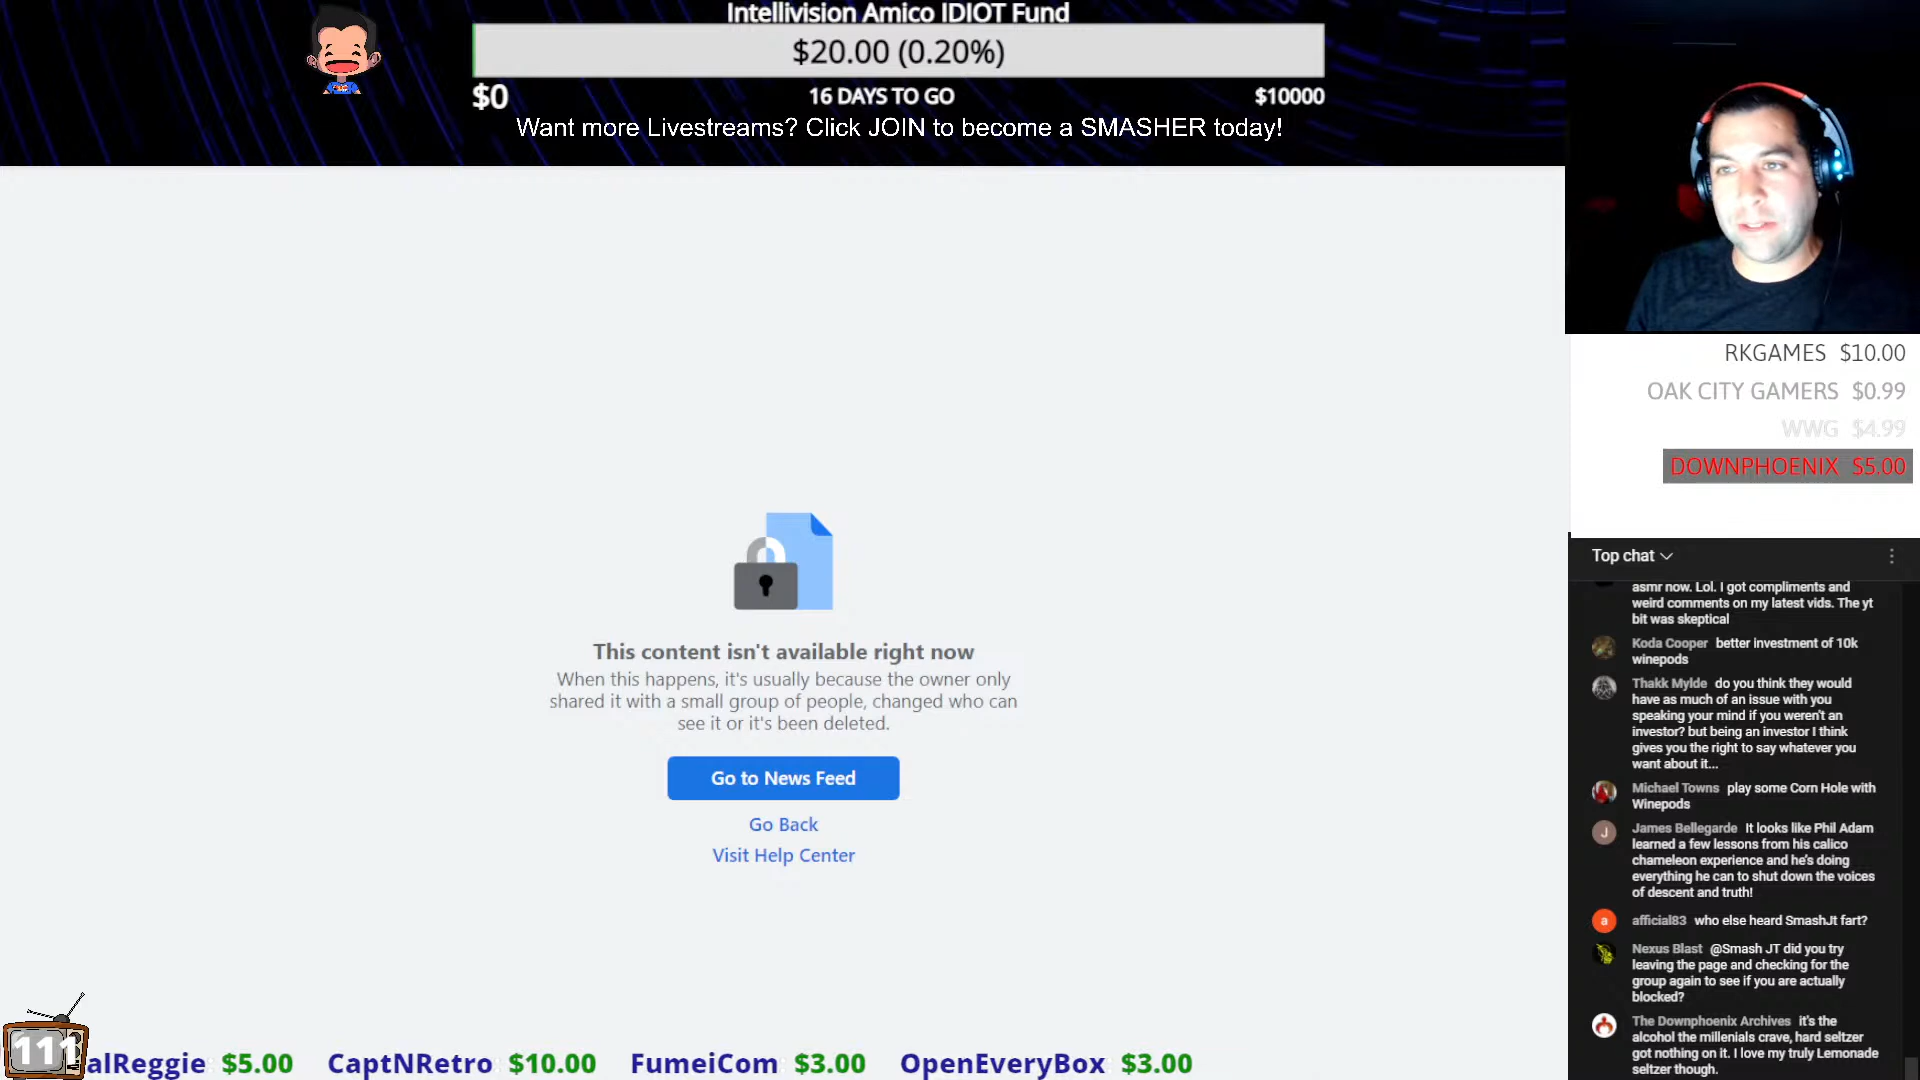 Intellivision Amico IDIOT Fund
$20.00 (0.20%)
$0
16 DAYS TO GO
$10000
Want more Livestreams? Click JOIN to become a SMASHER today!
This content isn't available right now
When this happens, it's usually because the owner only
shared it with a small group of people, changed who can
see it or it's been deleted.
Go to News Feed
Go Back
Visit Help Center
RKGAMES $10.00
OAK CITY GAMERS $0.99
WWG $4.99
DOWNPHOENIX $5.00
Top chat
asmr now. Lol. I got compliments and
weird comments on my latest vids. The yt
bit was skeptical
Koda Cooper better investment of 10k
winepods
Thakk Mylde do you think they would
have as much of an issue with you
speaking your mind if you weren't an
investor? but being an investor I think
gives you the right to say whatever you
want about it...
Michael Towns play some Corn Hole with
Winepods
J
James Bellegarde It looks like Phil Adam
learned a few lessons from his calico
chameleon experience and he's doing
everything he can to shut down the voices
of descent and truth!
a
afficial83 who else heard SmashJt fart?
Nexus Blast @Smash JT did you try
leaving the page and checking for the
group again to see if you are actually
blocked?
The Downphoenix Archives it's the
alcohol the millenials crave, hard seltzer
got nothing on it. I love my truly Lemonade
seltzer though.
111
alReggie $5.00 CaptNRetro $10.00 FumeiCom $3.00 OpenEveryBox $3.00